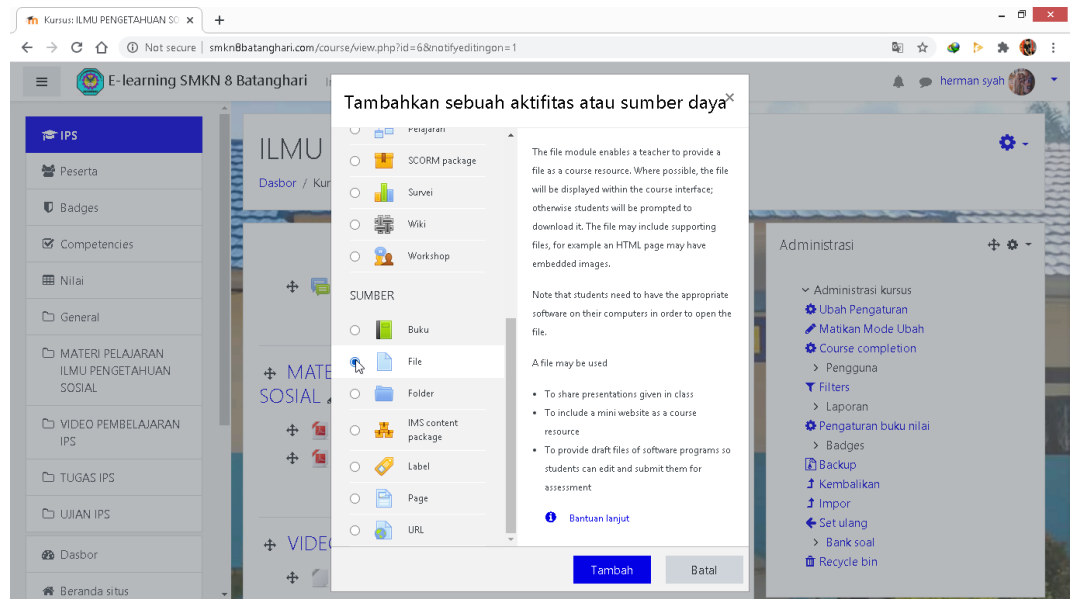 Kursus: ILMU PENGETAHUAN SO
Not secure | smkn8batanghari.com/course/view.php?id=6&notifyeditingon=1
E-learning SMKN 8 Batanghari
herman syah
Tambahkan sebuah aktifitas atau sumber daya
×
IPS
Peserta
Badges
Competencies
Nilai
General
MATERI PELAJARAN
ILMU PENGETAHUAN
SOSIAL
VIDEO PEMBELAJARAN
IPS
TUGAS IPS
UJIAN IPS
Dasbor
Beranda situs
ILMU
Dasbor / Kur
MATE
SOSIAL
VIDE
Pelajaran
SCORM package
Survei
Wiki
Workshop
SUMBER
Buku
File
Folder
IMS content
package
Label
Page
URL
The file module enables a teacher to provide a
file as a course resource. Where possible, the file
will be displayed within the course interface;
otherwise students will be prompted to
download it. The file may include supporting
files, for example an HTML page may have
embedded images.
Note that students need to have the appropriate
software on their computers in order to open the
file.
A file may be used
• To share presentations given in class
• To include a mini website as a course
resource
• To provide draft files of software programs so
students can edit and submit them for
assessment
Bantuan lanjut
Tambah
Batal
Administrasi
Administrasi kursus
Ubah Pengaturan
Matikan Mode Ubah
Course completion
Pengguna
Filters
Laporan
Pengaturan buku nilai
Badges
Backup
Kembalikan
Impor
Set ulang
Bank soal
Recycle bin